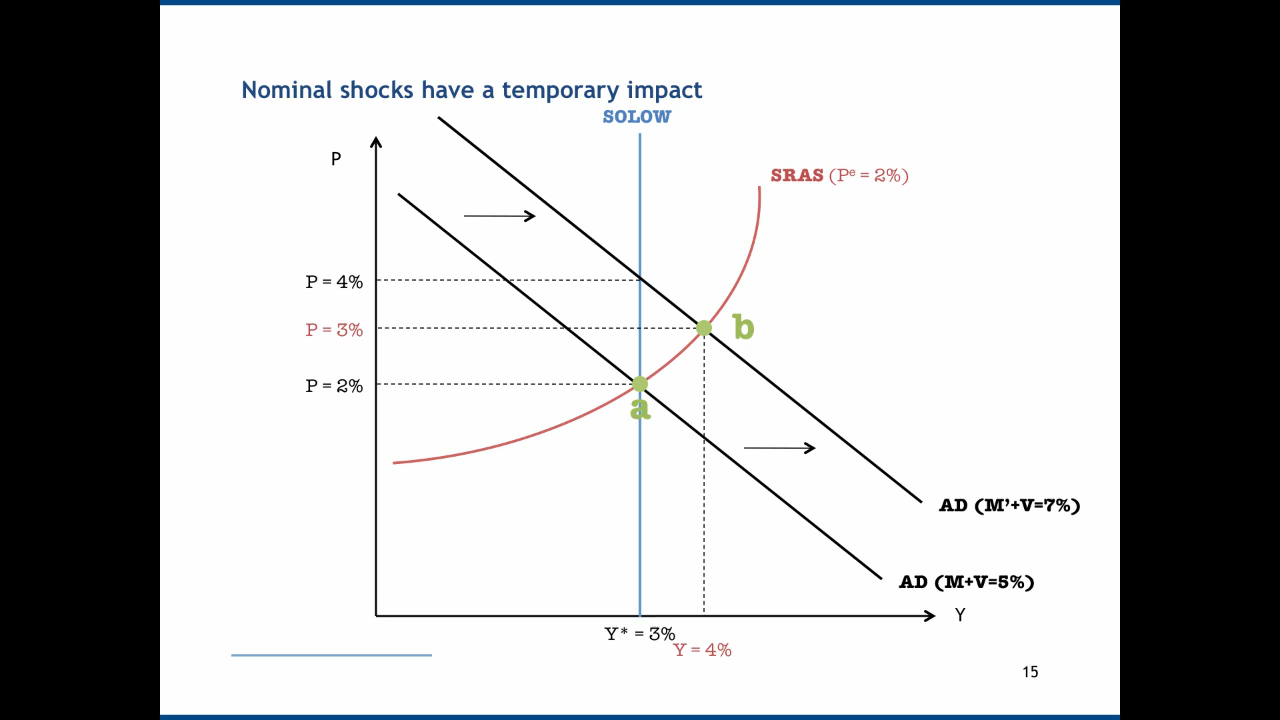 Nominal shocks have a temporary impact
SOLOW
P
SRAS (Pᵉ = 2%)
P = 4%
P = 3%
b
P = 2%
a
AD (M’+V=7%)
AD (M+V=5%)
Y
Y* = 3%
Y = 4%
15